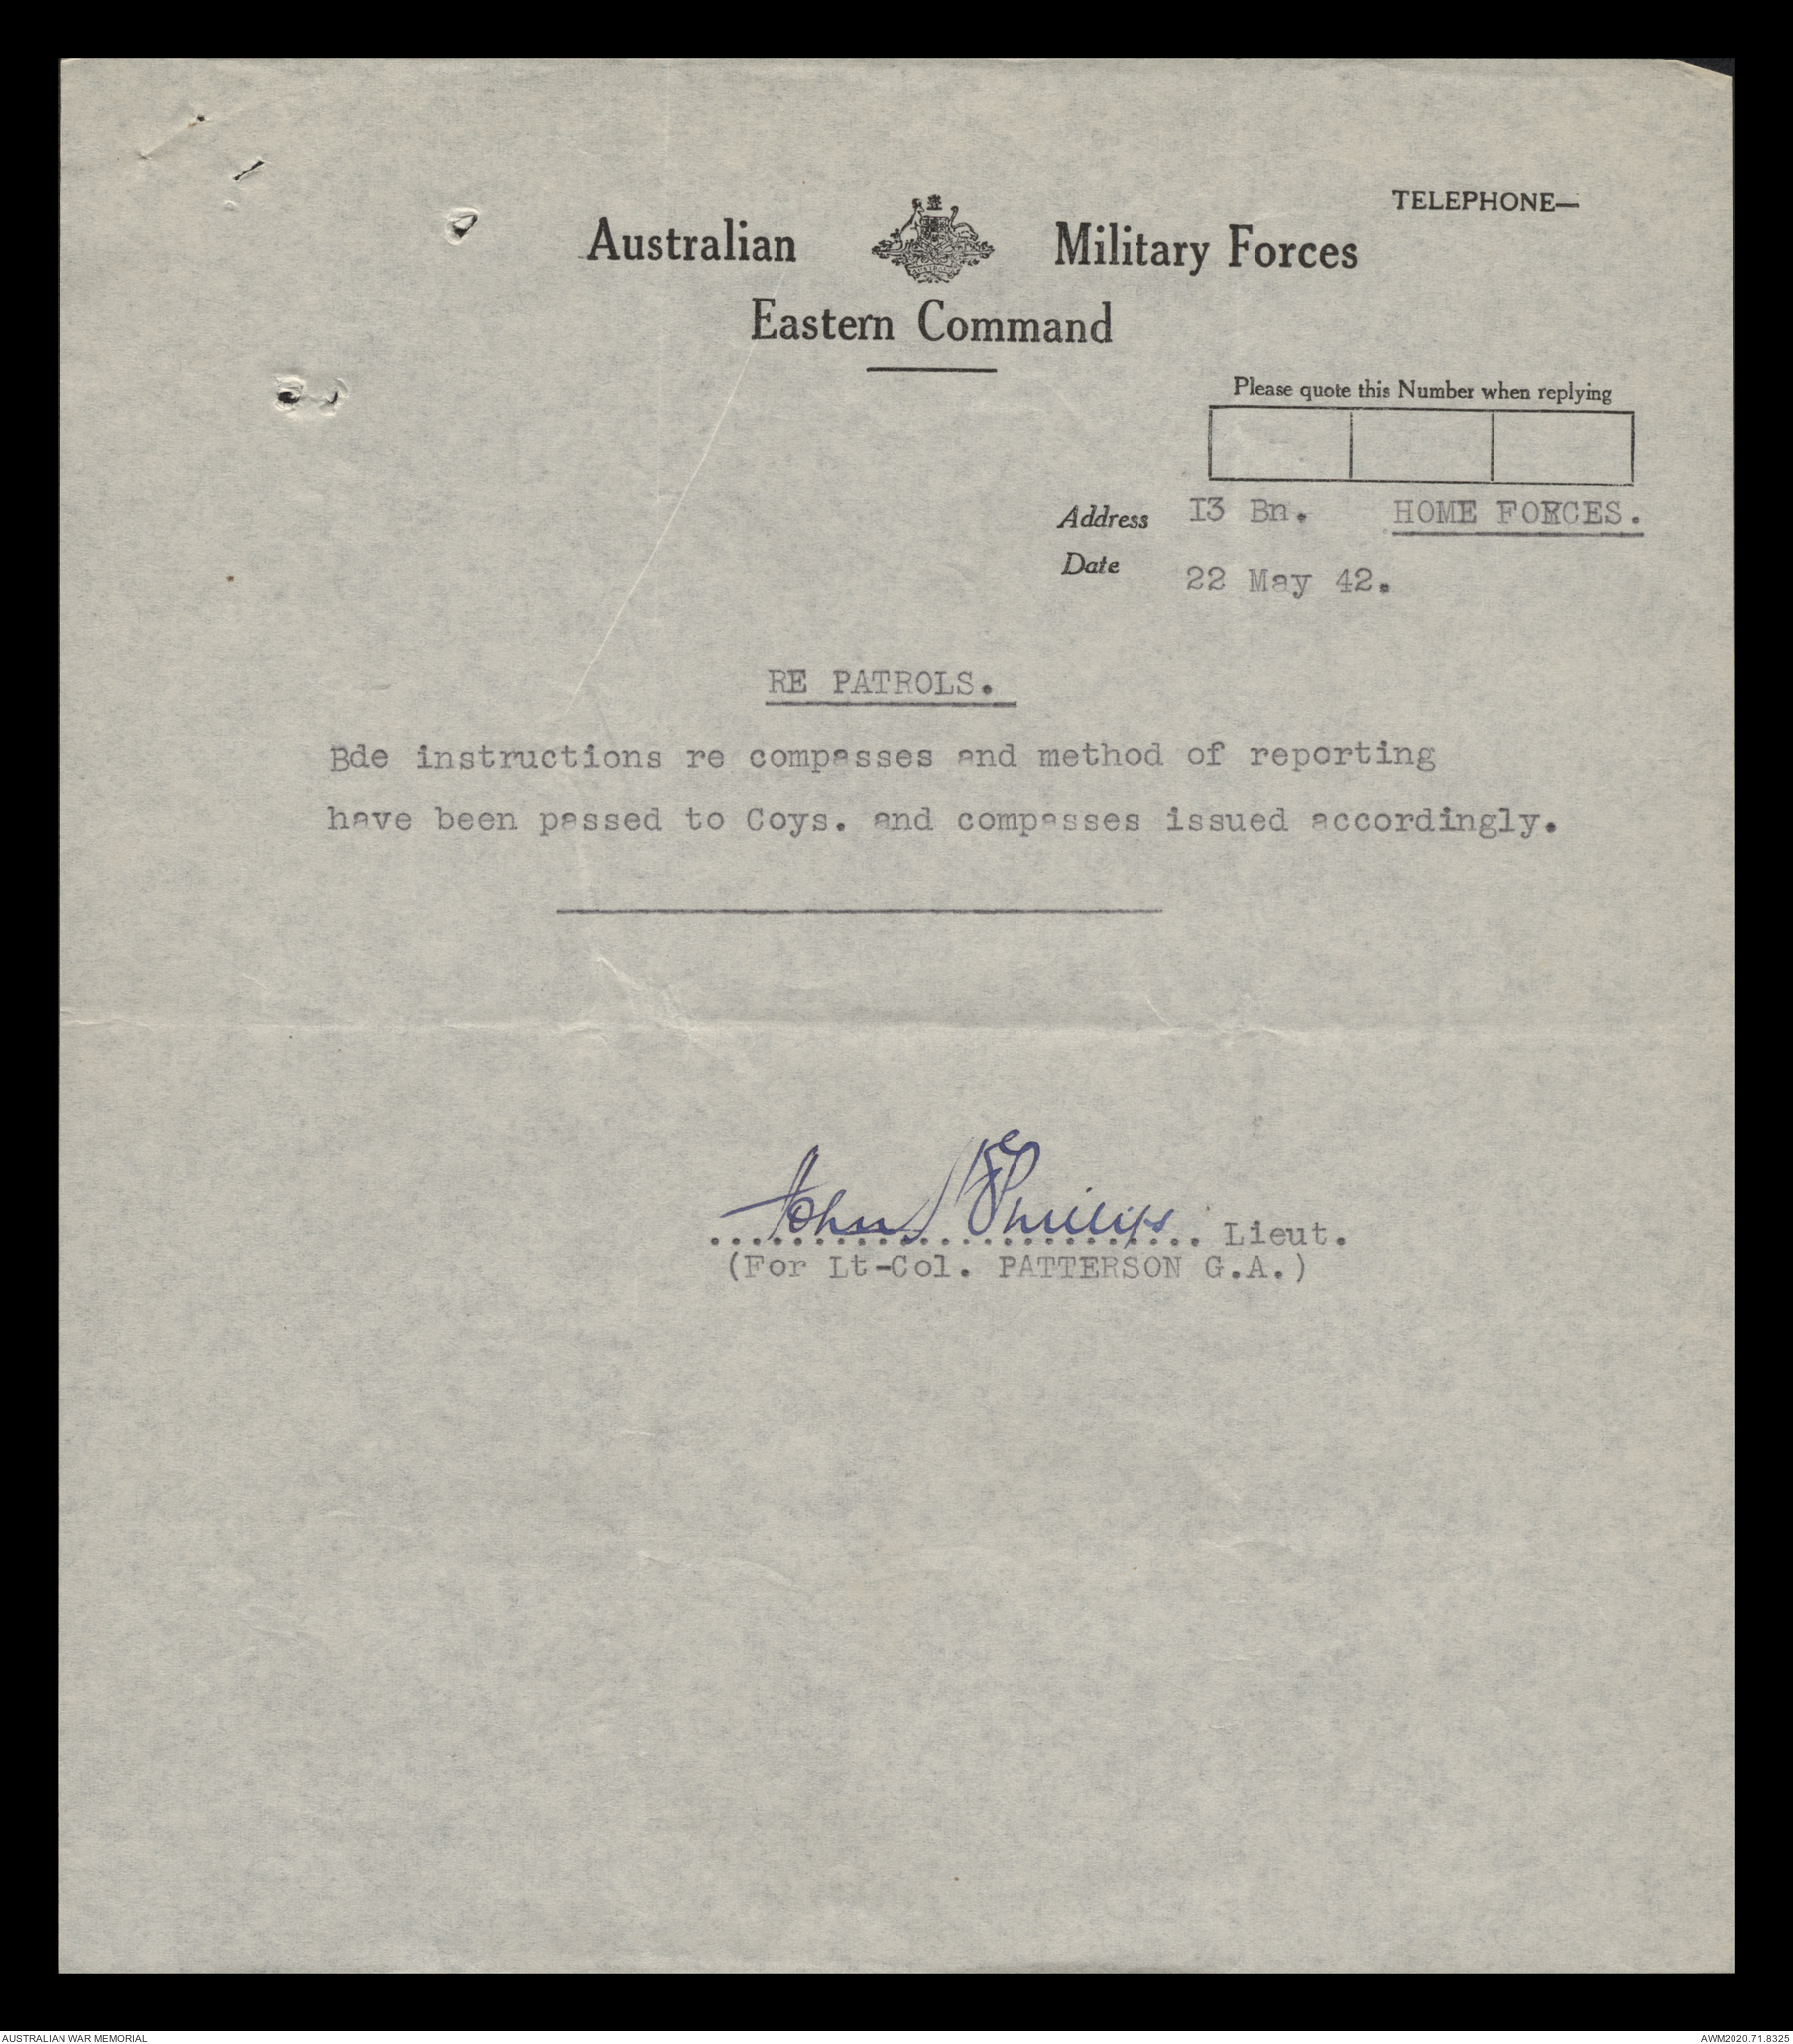 TELEPHONE—
Australian Military Forces
Eastern Command
Please quote this Number when replying
Address I3 Bn. HOME FORCES.
Date 22 May 42.
RE PATROLS.
Bde instructions re compasses and method of reporting
have been passed to Coys. and compasses issued accordingly.
John Phillips Lieut.
(For Lt-Col. PATTERSON G.A.)
AUSTRALIAN WAR MEMORIAL
AWM2020.71.8325